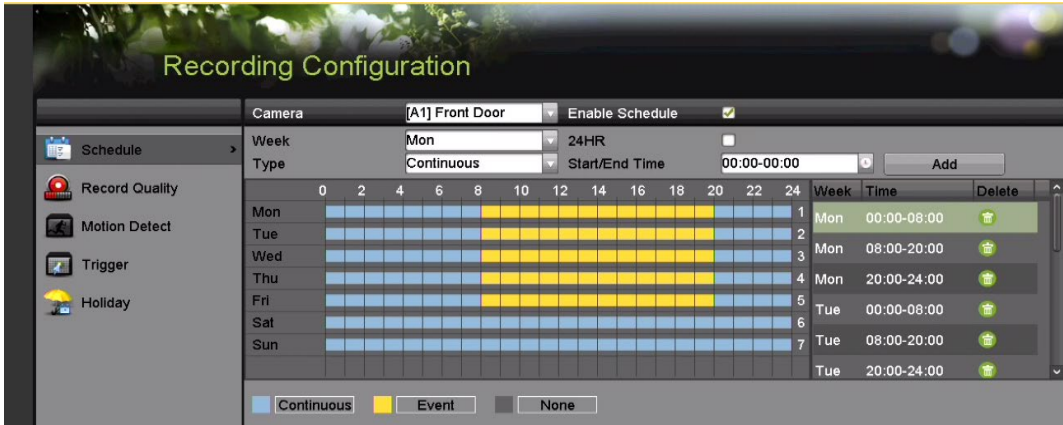 Recording Configuration
Camera [A1] Front Door Enable Schedule
Schedule > Week Mon 24HR
Type Continuous Start/End Time 00:00-00:00 Add
Record Quality
Motion Detect
Trigger
Holiday
0 2 4 6 8 10 12 14 16 18 20 22 24
Mon 1
Tue 2
Wed 3
Thu 4
Fri 5
Sat 6
Sun 7
Week Time Delete
Mon 00:00-08:00
Mon 08:00-20:00
Mon 20:00-24:00
Tue 00:00-08:00
Tue 08:00-20:00
Tue 20:00-24:00
Continuous Event None